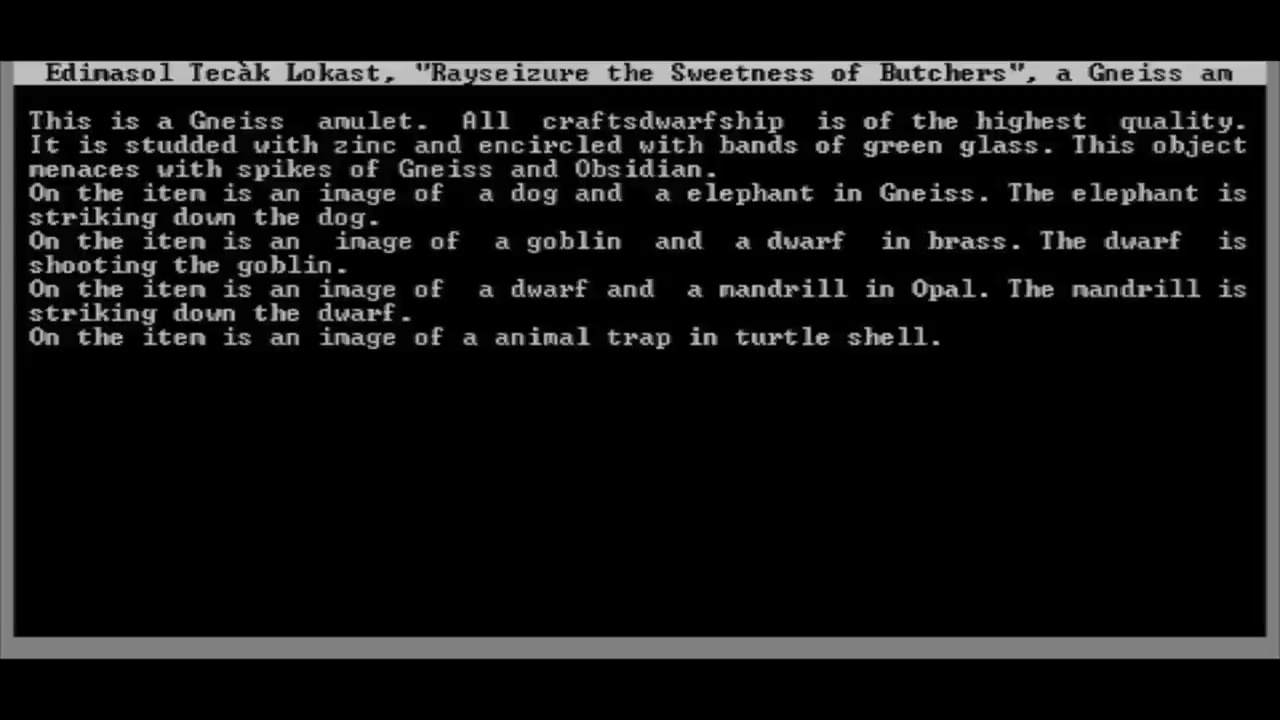 Edimasol Tecàk Lokast, "Rayseizure the Sweetness of Butchers", a Gneiss am
This is a Gneiss amulet. All craftsdwarfship is of the highest quality.
It is studded with zinc and encircled with bands of green glass. This object
menaces with spikes of Gneiss and Obsidian.
On the item is an image of a dog and a elephant in Gneiss. The elephant is
striking down the dog.
On the item is an image of a goblin and a dwarf in brass. The dwarf is
shooting the goblin.
On the item is an image of a dwarf and a mandrill in Opal. The mandrill is
striking down the dwarf.
On the item is an image of a animal trap in turtle shell.